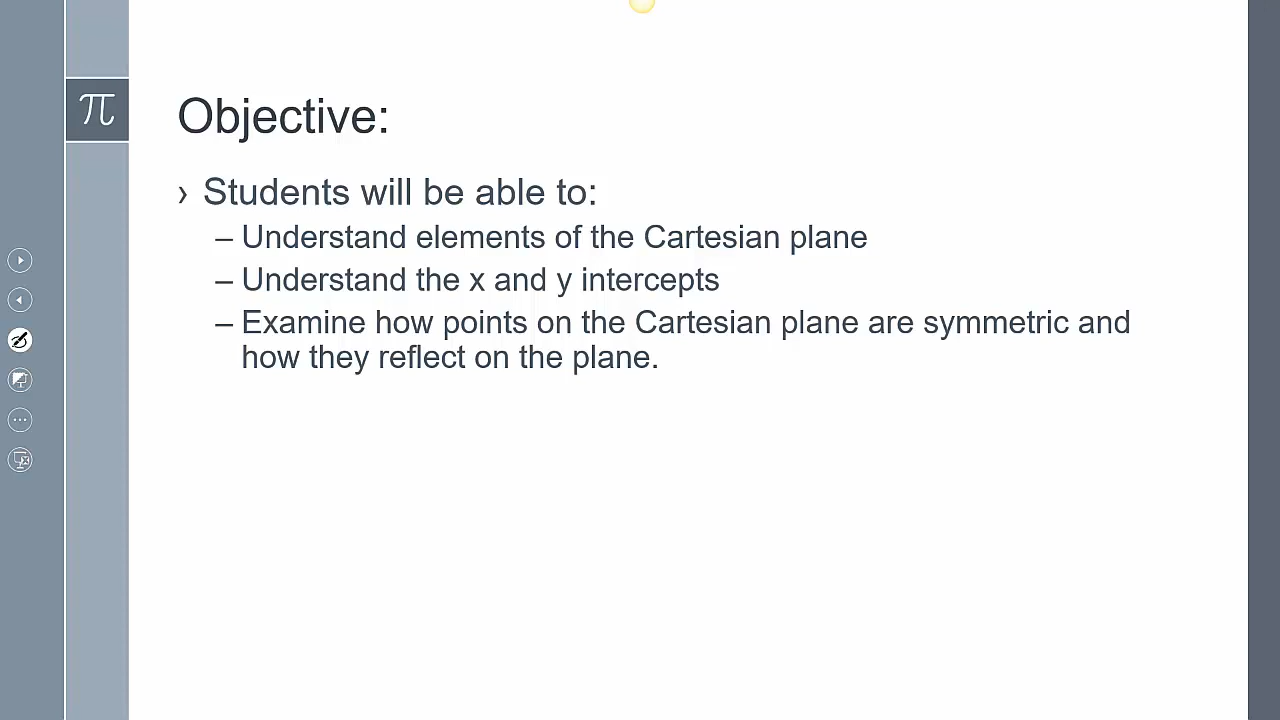 π
Objective:
› Students will be able to:
– Understand elements of the Cartesian plane
– Understand the x and y intercepts
– Examine how points on the Cartesian plane are symmetric and
how they reflect on the plane.